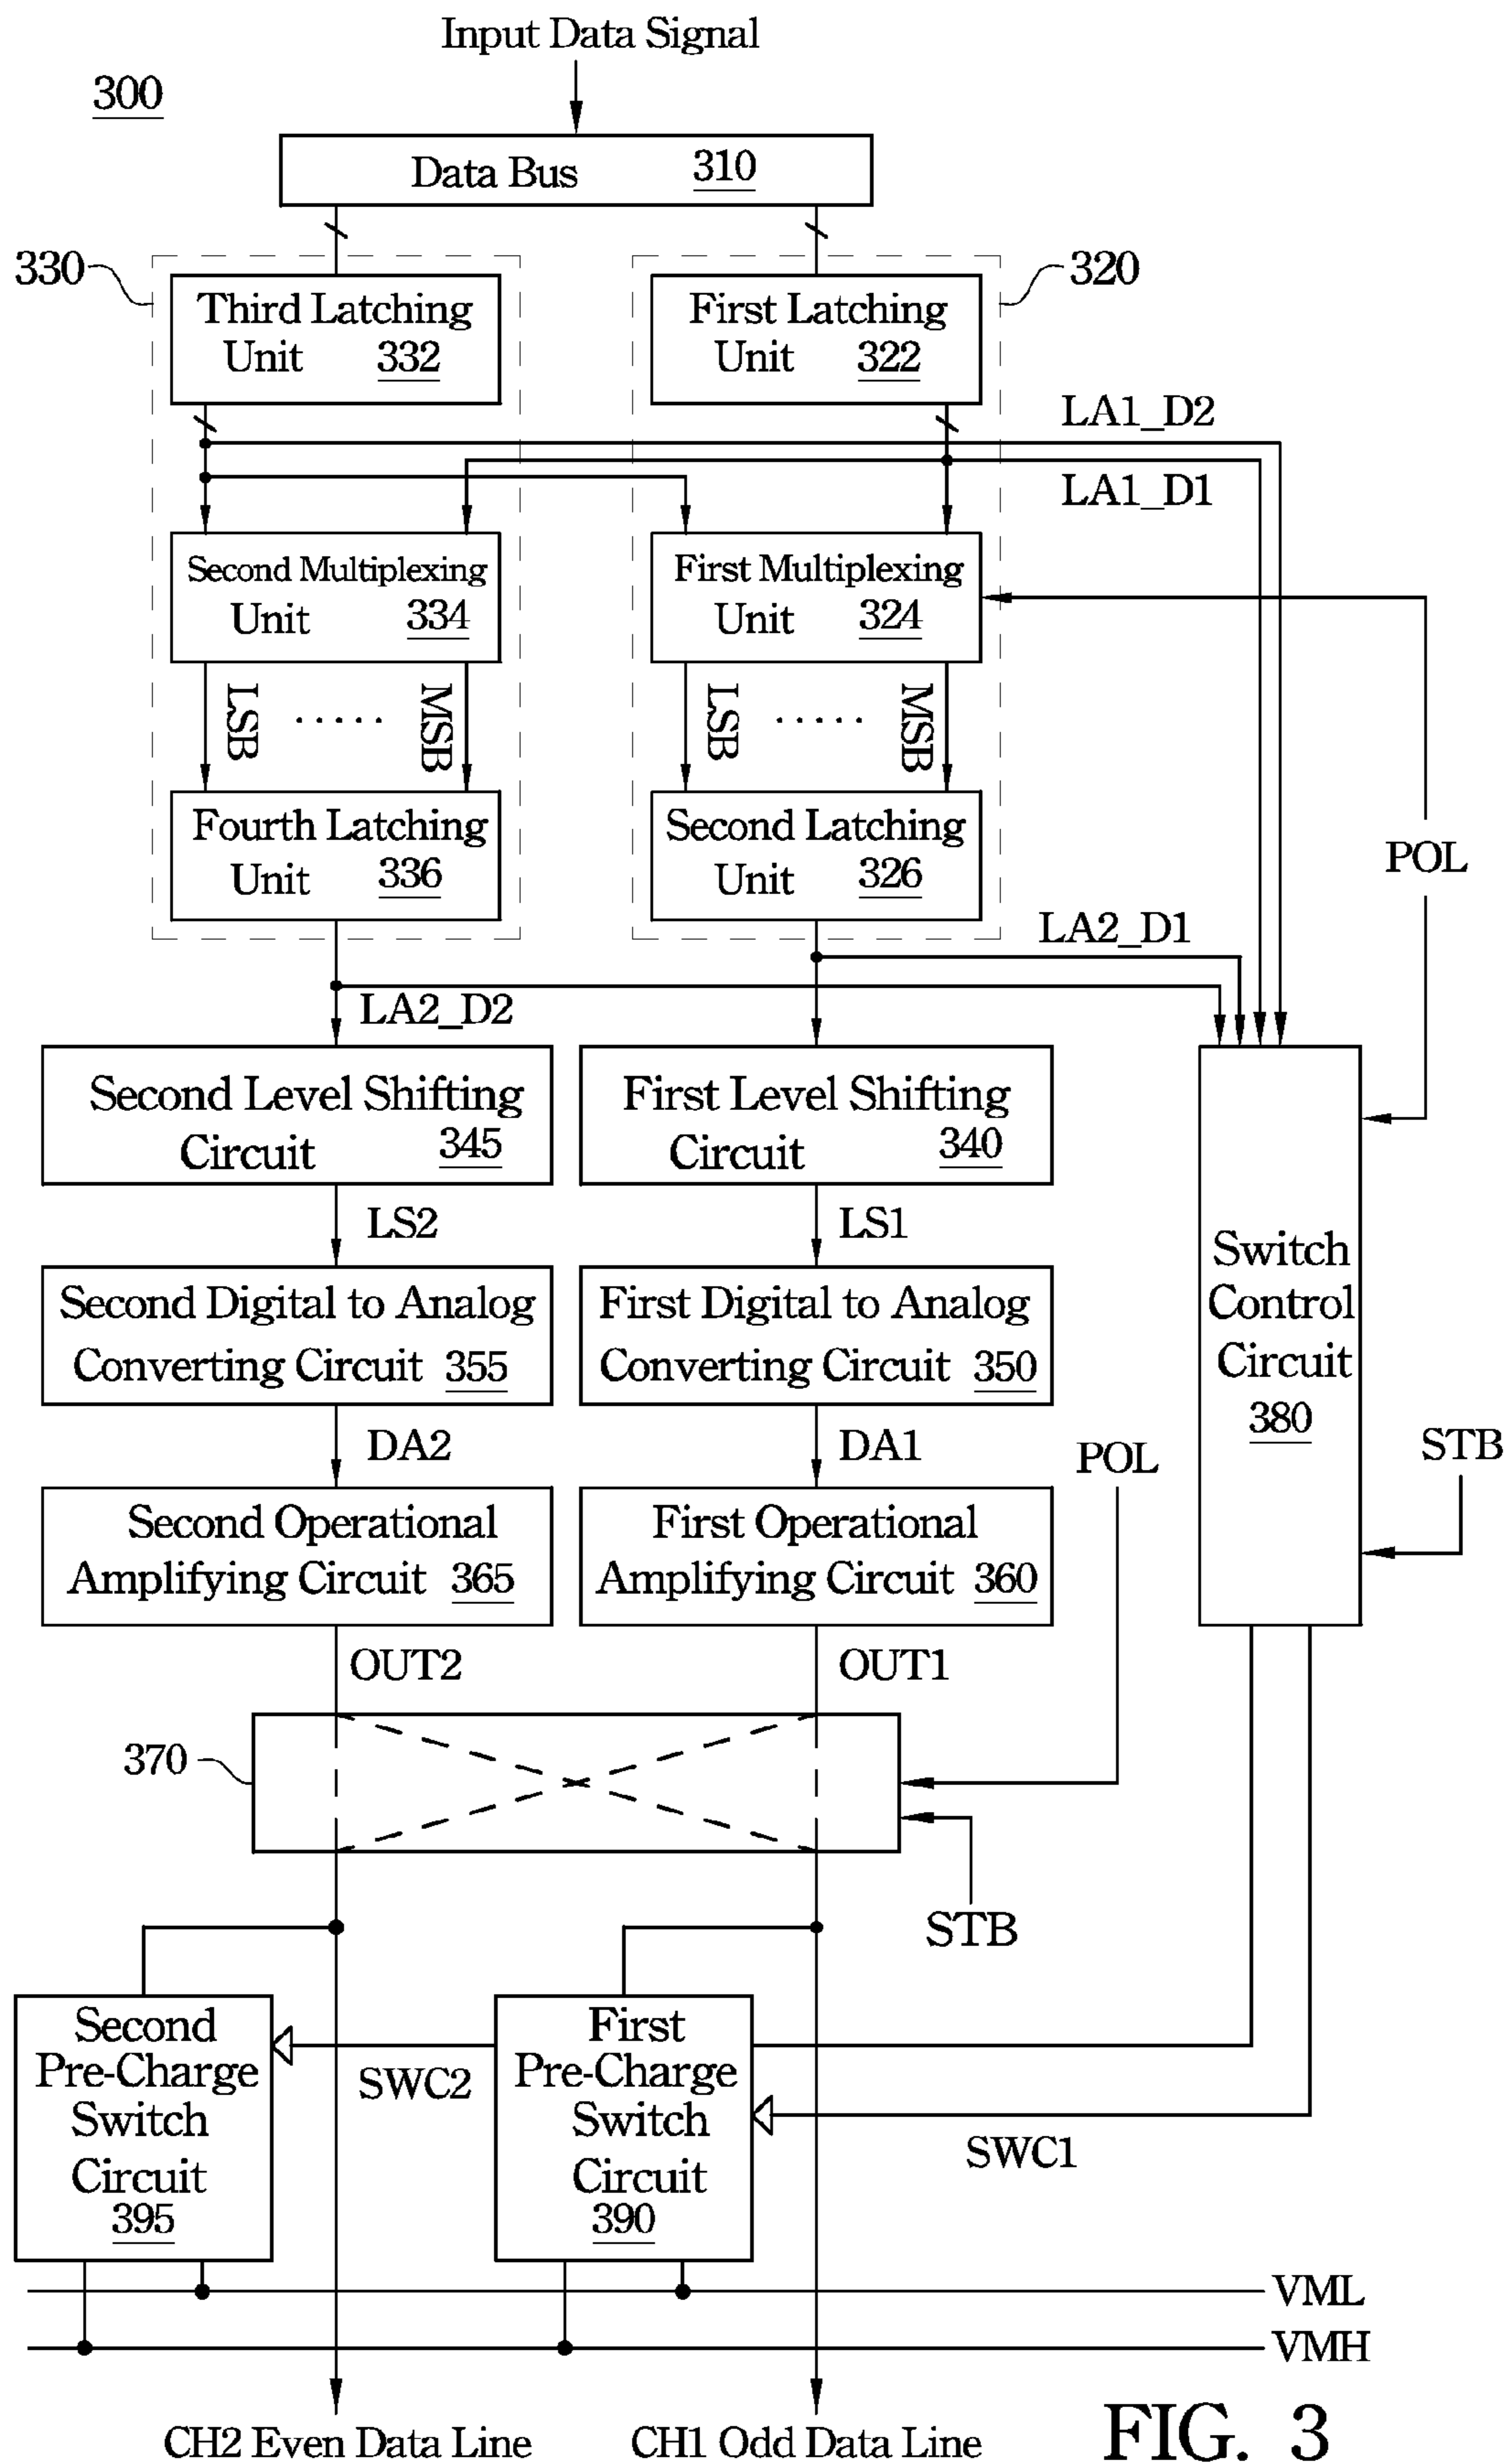 Input Data Signal
300
Data Bus 310
330
320
Third Latching
Unit 332
First Latching
Unit 322
LA1_D2
LA1_D1
Second Multiplexing
Unit 334
First Multiplexing
Unit 324
LSB ..... MSB
LSB ..... MSB
Fourth Latching
Unit 336
Second Latching
Unit 326
POL
LA2_D1
LA2_D2
Second Level Shifting
Circuit 345
First Level Shifting
Circuit 340
LS2
LS1
Switch
Control
Circuit
380
Second Digital to Analog
Converting Circuit 355
First Digital to Analog
Converting Circuit 350
DA2
DA1
POL
STB
Second Operational
Amplifying Circuit 365
First Operational
Amplifying Circuit 360
OUT2
OUT1
370
STB
Second
Pre-Charge
Switch
Circuit
395
SWC2
First
Pre-Charge
Switch
Circuit
390
SWC1
VML
VMH
CH2 Even Data Line
CH1 Odd Data Line
FIG. 3